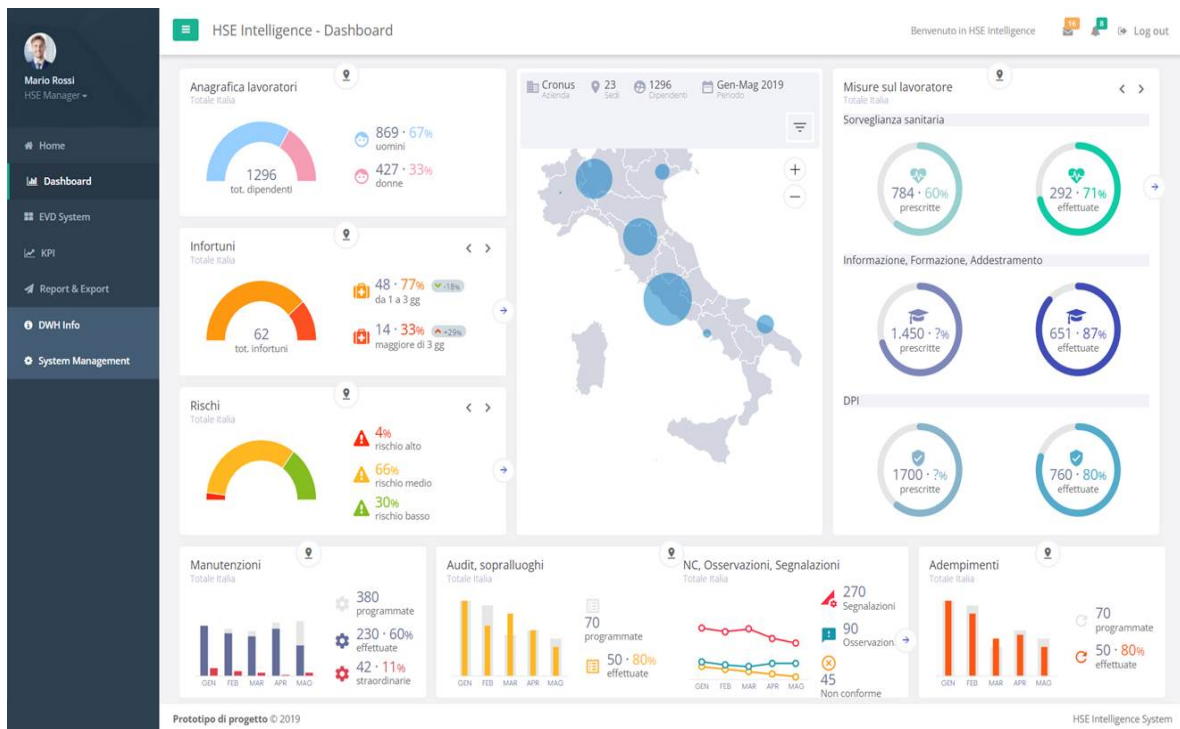 HSE Intelligence - Dashboard
Benvenuto in HSE Intelligence
16
8
Log out
Mario Rossi
HSE Manager
Home
Dashboard
EVD System
KPI
Report & Export
DWH Info
System Management
Anagrafica lavoratori
Totale Italia
1296
tot. dipendenti
869 · 67%
uomini
427 · 33%
donne
Infortuni
Totale Italia
62
tot. infortuni
48 · 77% -18%
da 1 a 3 gg
14 · 33% +29%
maggiore di 3 gg
Rischi
Totale Italia
4%
rischio alto
66%
rischio medio
30%
rischio basso
Cronus 23 1296 Gen-Mag 2019
Azienda Sedi Dipendenti Periodo
+
−
Misure sul lavoratore
Totale Italia
Sorveglianza sanitaria
784 · 60%
prescritte
292 · 71%
effettuate
Informazione, Formazione, Addestramento
1.450 · ?%
prescritte
651 · 87%
effettuate
DPI
1700 · ?%
prescritte
760 · 80%
effettuate
Manutenzioni
Totale Italia
GEN FEB MAR APR MAG
380
programmate
230 · 60%
effettuate
42 · 11%
straordinarie
Audit, sopralluoghi
Totale Italia
GEN FEB MAR APR MAG
70
programmate
50 · 80%
effettuate
NC, Osservazioni, Segnalazioni
Totale Italia
GEN FEB MAR APR MAG
270
Segnalazioni
90
Osservazion
45
Non conforme
Adempimenti
Totale Italia
GEN FEB MAR APR MAG
70
programmate
50 · 80%
effettuate
Prototipo di progetto © 2019
HSE Intelligence System